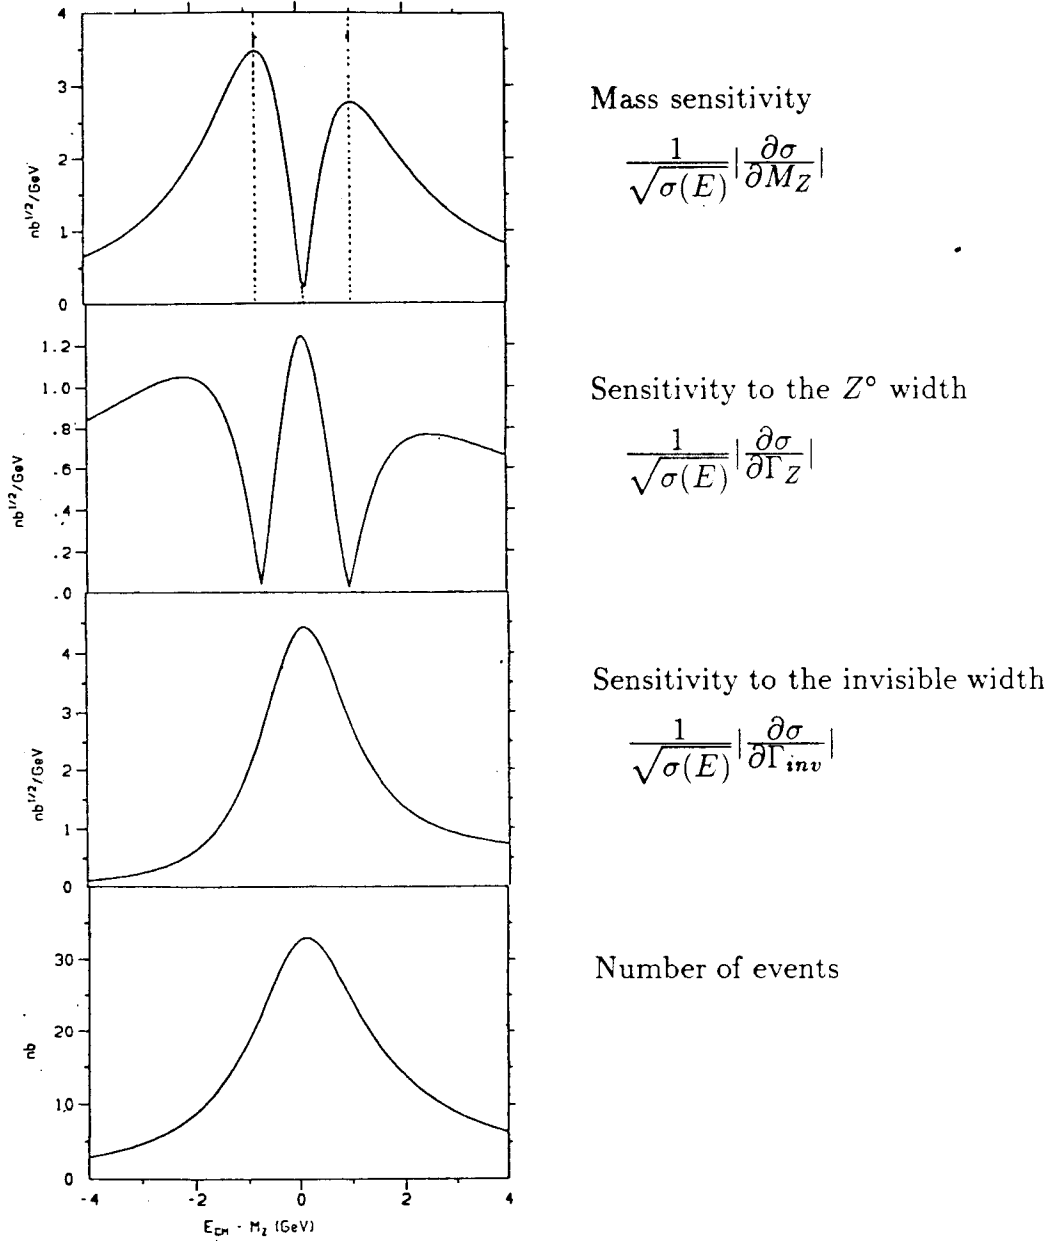 4
3
2
1
0
nb^{1/2}/GeV
Mass sensitivity
\frac{1}{\sqrt{\sigma(E)}}|\frac{\partial\sigma}{\partial M_Z}|
1.2
1.0
.8
.6
.4
.2
.0
nb^{1/2}/GeV
Sensitivity to the Z° width
\frac{1}{\sqrt{\sigma(E)}}|\frac{\partial\sigma}{\partial\Gamma_Z}|
4
3
2
1
0
nb^{1/2}/GeV
Sensitivity to the invisible width
\frac{1}{\sqrt{\sigma(E)}}|\frac{\partial\sigma}{\partial\Gamma_{inv}}|
30
20
10
0
nb
Number of events
-4 -2 0 2 4
E_{CM} - M_Z (GeV)